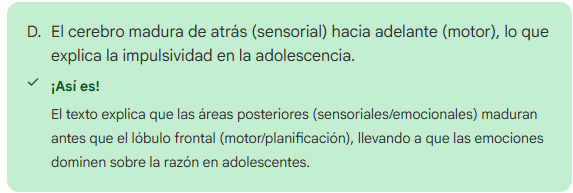 D. El cerebro madura de atrás (sensorial) hacia adelante (motor), lo que
explica la impulsividad en la adolescencia.
¡Así es!
El texto explica que las áreas posteriores (sensoriales/emocionales) maduran
antes que el lóbulo frontal (motor/planificación), llevando a que las emociones
dominen sobre la razón en adolescentes.